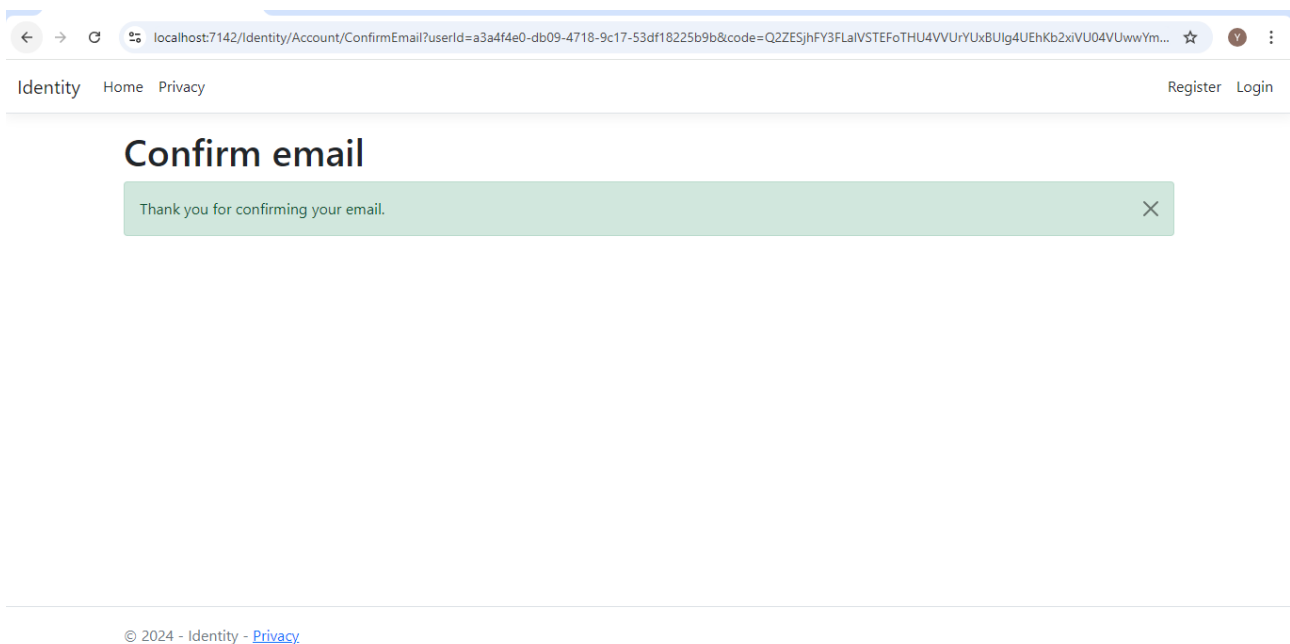 localhost:7142/Identity/Account/ConfirmEmail?userId=a3a4f4e0-db09-4718-9c17-53df18225b9b&code=Q2ZESjhFY3FLalVSTEFoTHU4VVUrYUxBUlg4UEhKb2xiVU04VUwwYm...
Y
Identity Home Privacy Register Login
Confirm email
Thank you for confirming your email.
© 2024 - Identity - Privacy